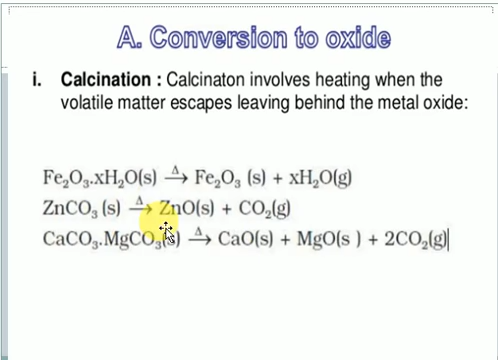 A. Conversion to oxide
i. Calcination : Calcinaton involves heating when the
volatile matter escapes leaving behind the metal oxide:
Fe₂O₃.xH₂O(s) →Δ Fe₂O₃ (s) + xH₂O(g)
ZnCO₃ (s) →Δ ZnO(s) + CO₂(g)
CaCO₃.MgCO₃(s) →Δ CaO(s) + MgO(s ) + 2CO₂(g)